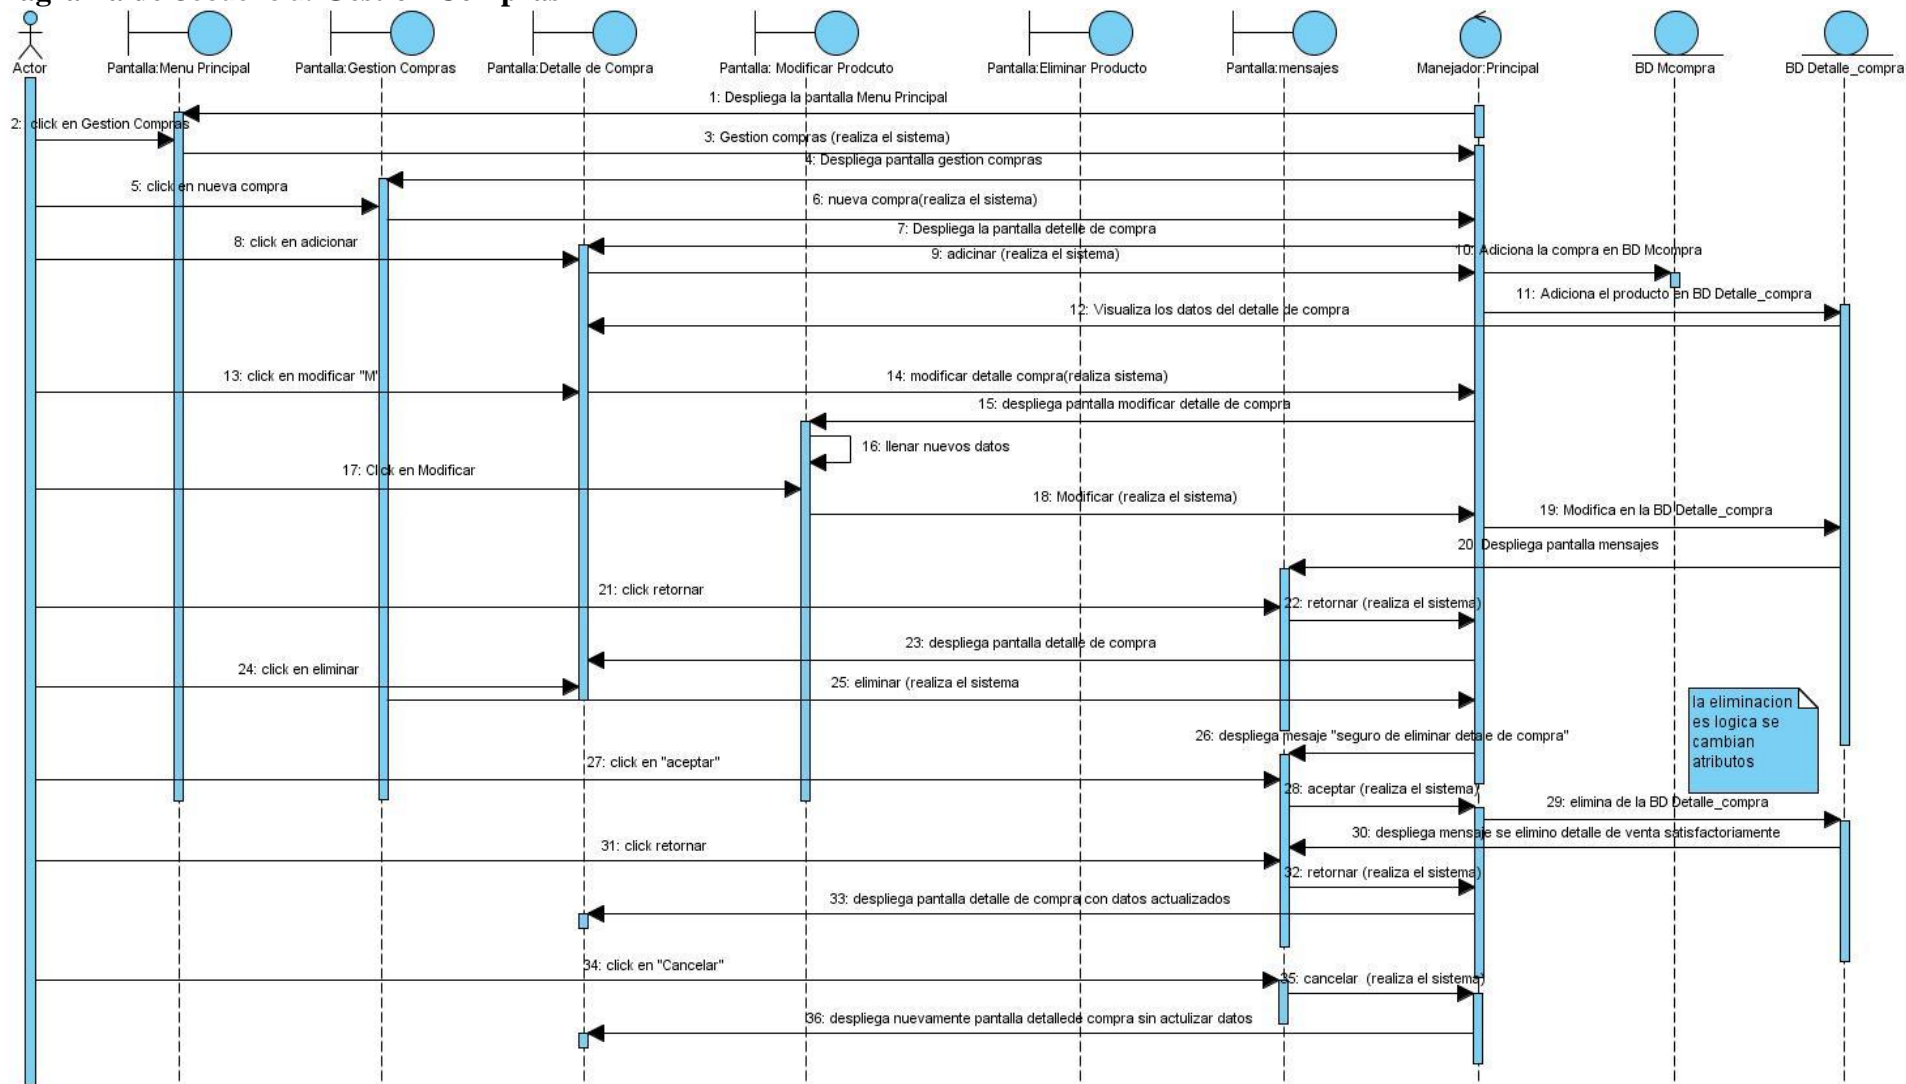 Actor
Pantalla:Menu Principal
Pantalla:Gestion Compras
Pantalla:Detalle de Compra
Pantalla: Modificar Prodcuto
Pantalla:Eliminar Producto
Pantalla:mensajes
Manejador:Principal
BD Mcompra
BD Detalle_compra
1: Despliega la pantalla Menu Principal
2: click en Gestion Compras
3: Gestion compras (realiza el sistema)
4: Despliega pantalla gestion compras
5: click en nueva compra
6: nueva compra(realiza el sistema)
7: Despliega la pantalla detelle de compra
8: click en adicionar
9: adicinar (realiza el sistema)
10: Adiciona la compra en BD Mcompra
11: Adiciona el producto en BD Detalle_compra
12: Visualiza los datos del detalle de compra
13: click en modificar "M"
14: modificar detalle compra(realiza sistema)
15: despliega pantalla modificar detalle de compra
16: llenar nuevos datos
17: Click en Modificar
18: Modificar (realiza el sistema)
19: Modifica en la BD Detalle_compra
20: Despliega pantalla mensajes
21: click retornar
22: retornar (realiza el sistema)
23: despliega pantalla detalle de compra
24: click en eliminar
25: eliminar (realiza el sistema
la eliminacion
es logica se
cambian
atributos
26: despliega mesaje "seguro de eliminar detalle de compra"
27: click en "aceptar"
28: aceptar (realiza el sistema)
29: elimina de la BD Detalle_compra
30: despliega mensaje se elimino detalle de venta satisfactoriamente
31: click retornar
32: retornar (realiza el sistema)
33: despliega pantalla detalle de compra con datos actualizados
34: click en "Cancelar"
35: cancelar (realiza el sistema)
36: despliega nuevamente pantalla detallede compra sin actulizar datos